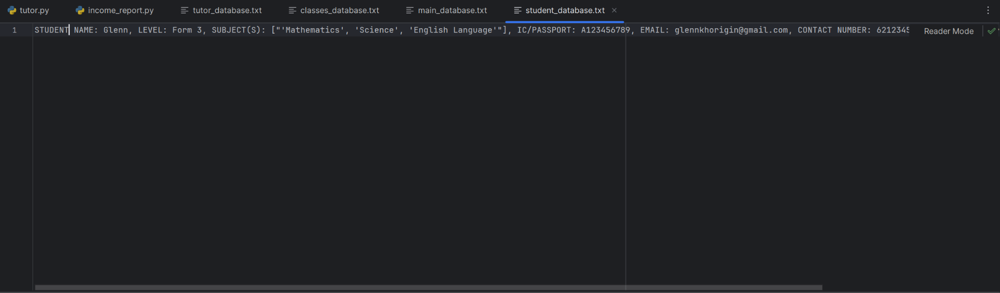 tutor.py income_report.py tutor_database.txt classes_database.txt main_database.txt student_database.txt
1 STUDENT NAME: Glenn, LEVEL: Form 3, SUBJECT(S): ["'Mathematics', 'Science', 'English Language'"], IC/PASSPORT: A123456789, EMAIL: glennkhorigin@gmail.com, CONTACT NUMBER: 6212345 Reader Mode